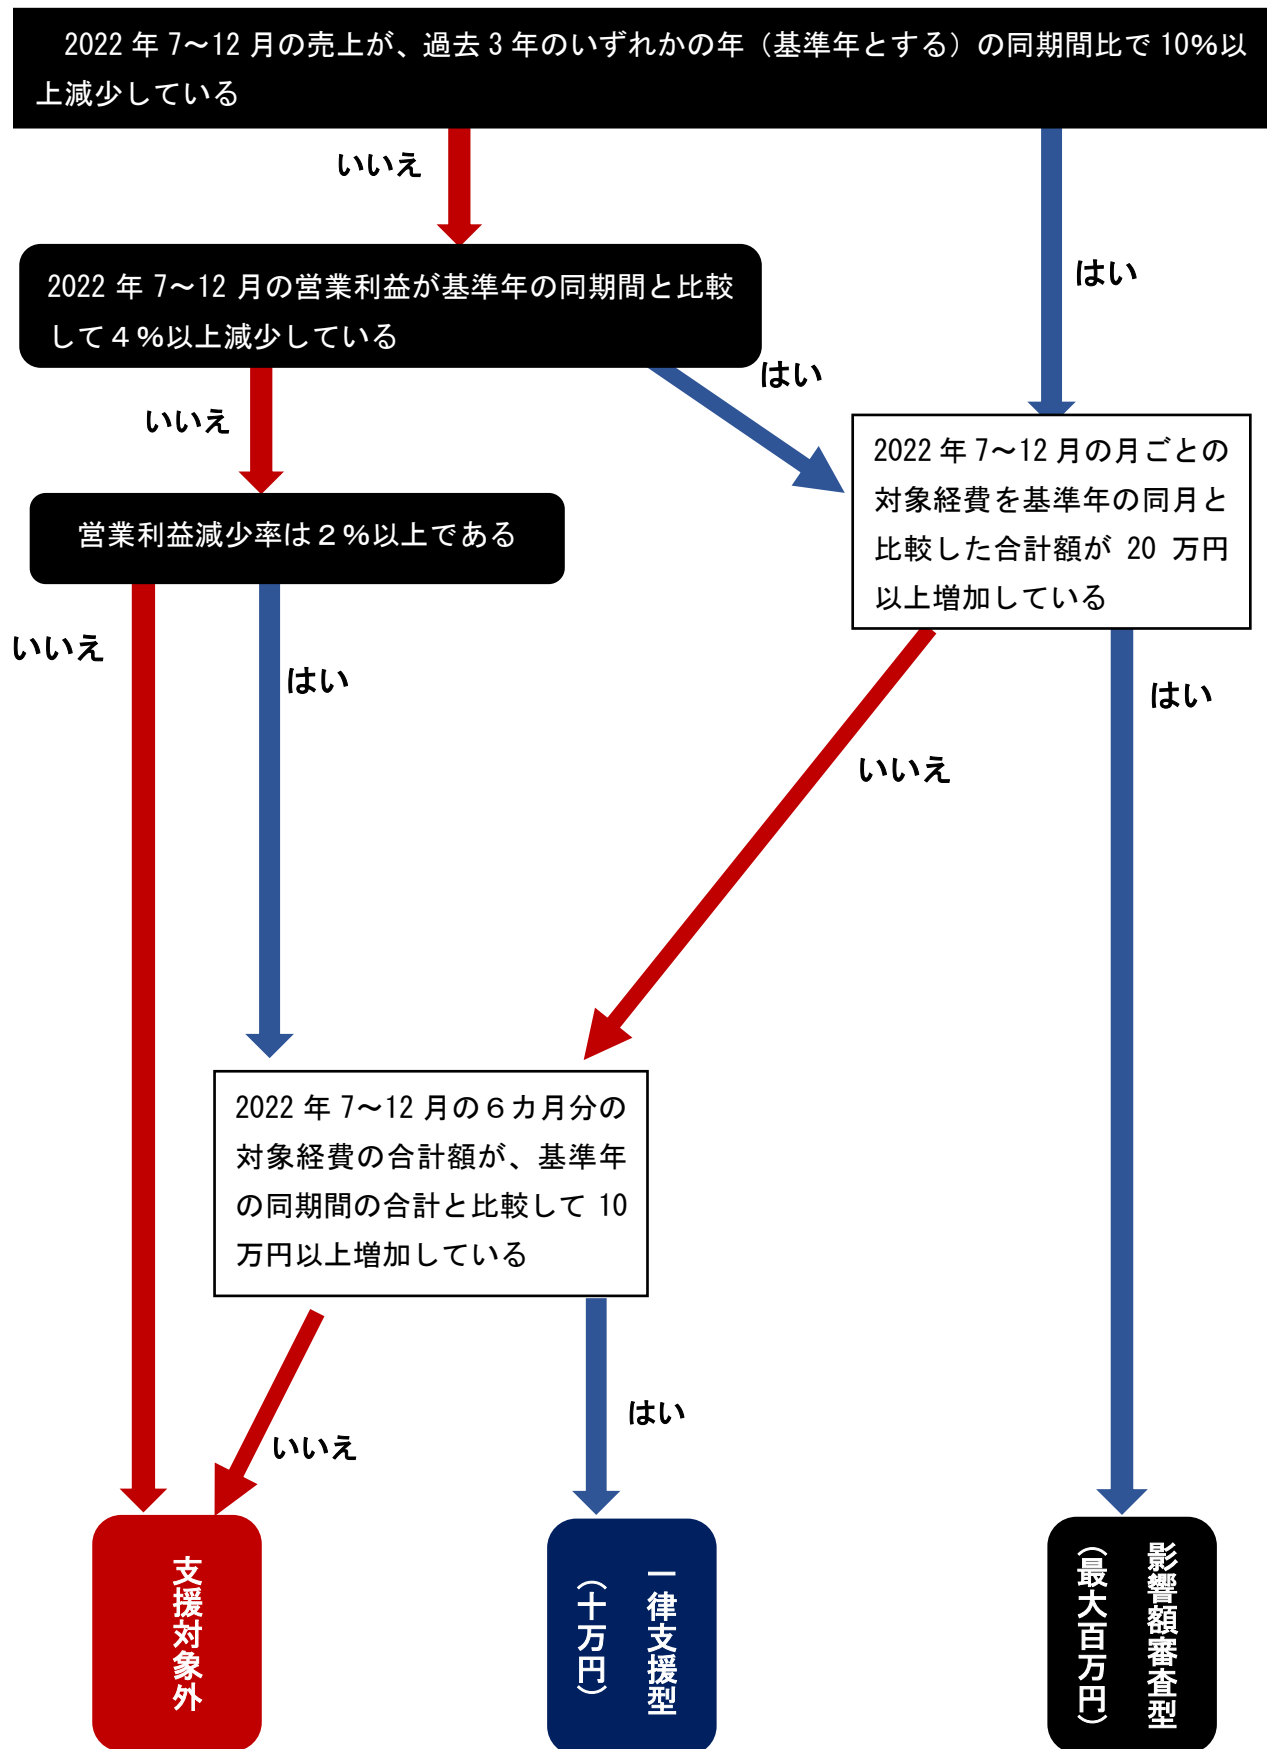 2022 年 7～12 月の売上が、過去 3 年のいずれかの年（基準年とする）の同期間比で 10％以
上減少している
いいえ
はい
2022 年 7～12 月の営業利益が基準年の同期間と比較
して４％以上減少している
はい
いいえ
2022 年 7～12 月の月ごとの
対象経費を基準年の同月と
比較した合計額が 20 万円
以上増加している
営業利益減少率は２％以上である
いいえ
はい
はい
いいえ
2022 年 7～12 月の６カ月分の
対象経費の合計額が、基準年
の同期間の合計と比較して 10
万円以上増加している
はい
いいえ
支援対象外
一律支援型
（十万円）
影響額審査型
（最大百万円）